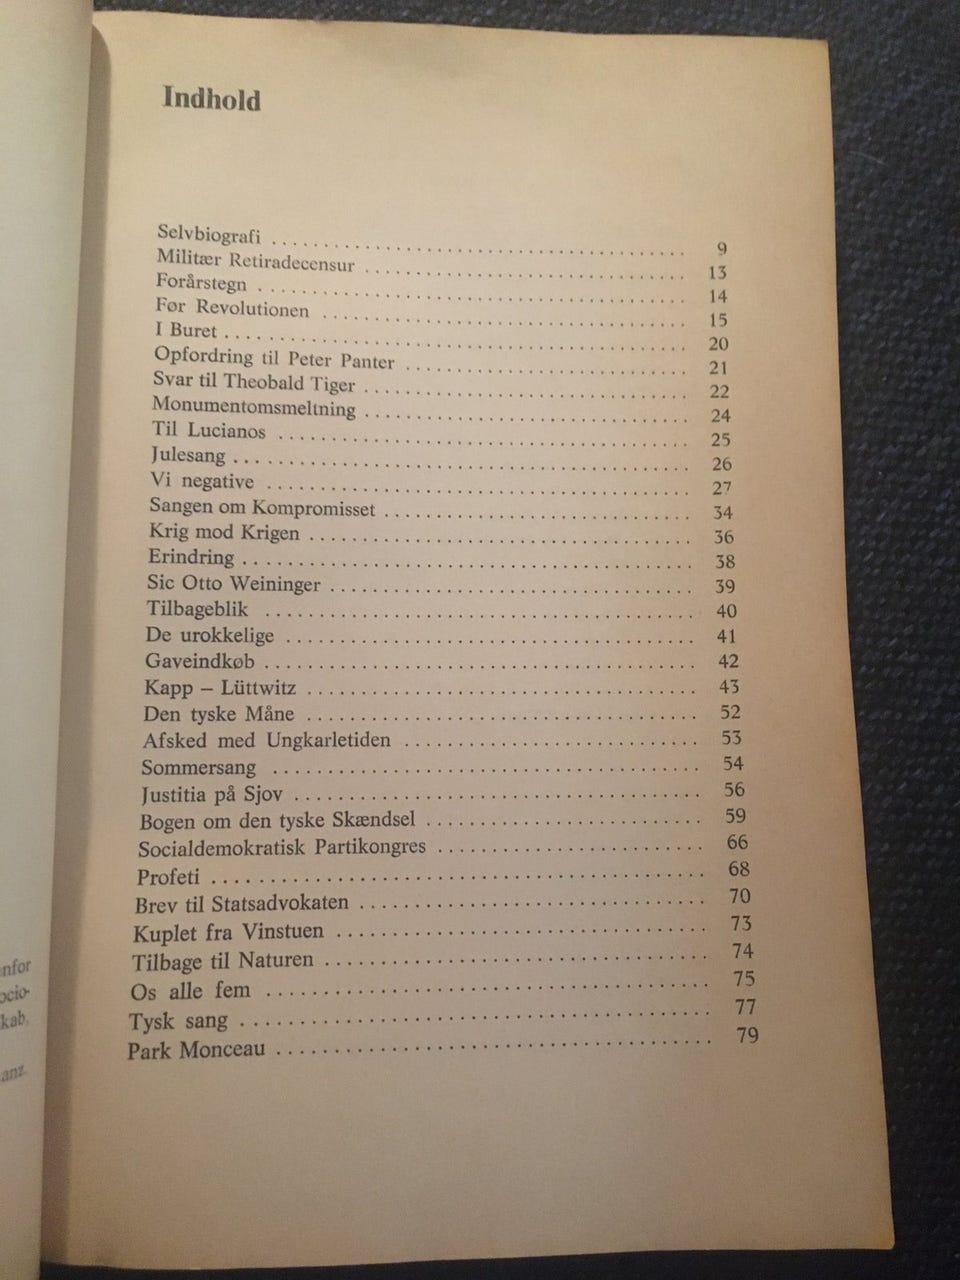 Indhold
Selvbiografi ........................................ 9
Militær Retiradecensur ........................................ 13
Forårstegn ........................................ 14
Før Revolutionen ........................................ 15
I Buret ........................................ 20
Opfordring til Peter Panter ........................................ 21
Svar til Theobald Tiger ........................................ 22
Monumentomsmeltning ........................................ 24
Til Lucianos ........................................ 25
Julesang ........................................ 26
Vi negative ........................................ 27
Sangen om Kompromisset ........................................ 34
Krig mod Krigen ........................................ 36
Erindring ........................................ 38
Sic Otto Weininger ........................................ 39
Tilbageblik ........................................ 40
De urokkelige ........................................ 41
Gaveindkøb ........................................ 42
Kapp – Lüttwitz ........................................ 43
Den tyske Måne ........................................ 52
Afsked med Ungkarletiden ........................................ 53
Sommersang ........................................ 54
Justitia på Sjov ........................................ 56
Bogen om den tyske Skændsel ........................................ 59
Socialdemokratisk Partikongres ........................................ 66
Profeti ........................................ 68
Brev til Statsadvokaten ........................................ 70
Kuplet fra Vinstuen ........................................ 73
Tilbage til Naturen ........................................ 74
Os alle fem ........................................ 75
Tysk sang ........................................ 77
Park Monceau ........................................ 79
nfor
ocio-
kab,
anz